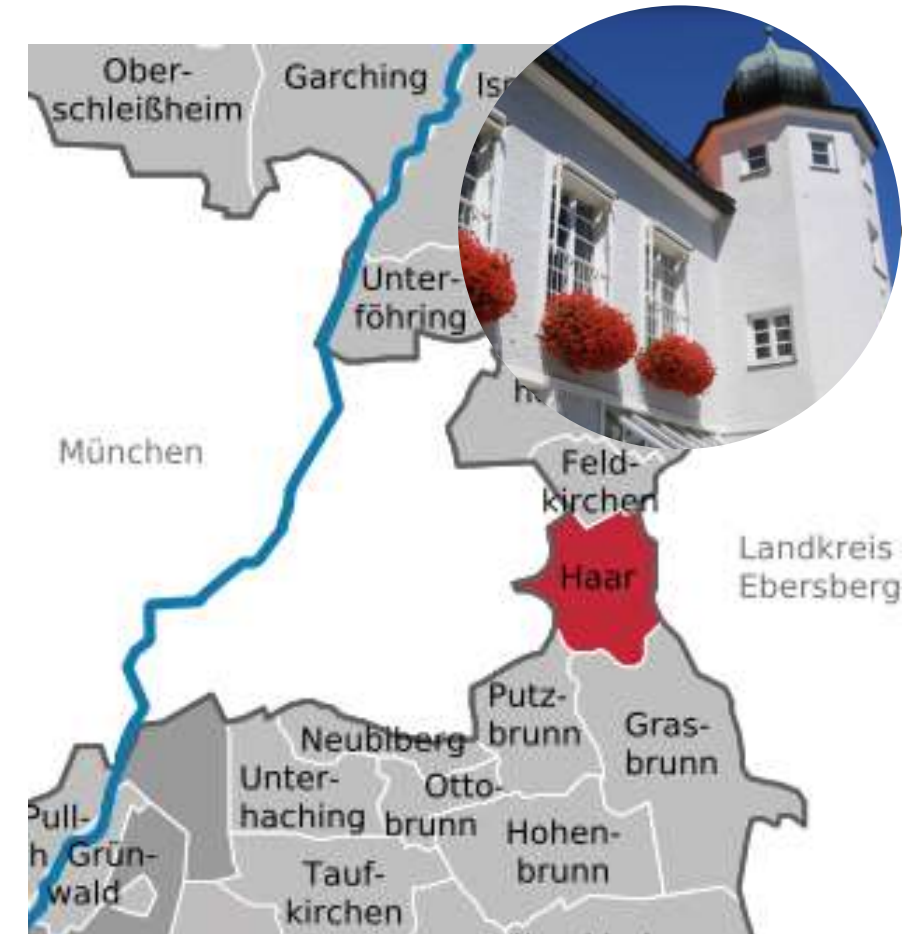 Ober-
schleißheim
Garching
Unter-
föhring
München
Feld-
kirchen
Haar
Landkreis
Ebersberg
Putz-
brunn
Gras-
brunn
Neubiberg
Unter-
haching
Otto-
brunn
Hohen-
brunn
Grün-
wald
Tauf-
kirchen